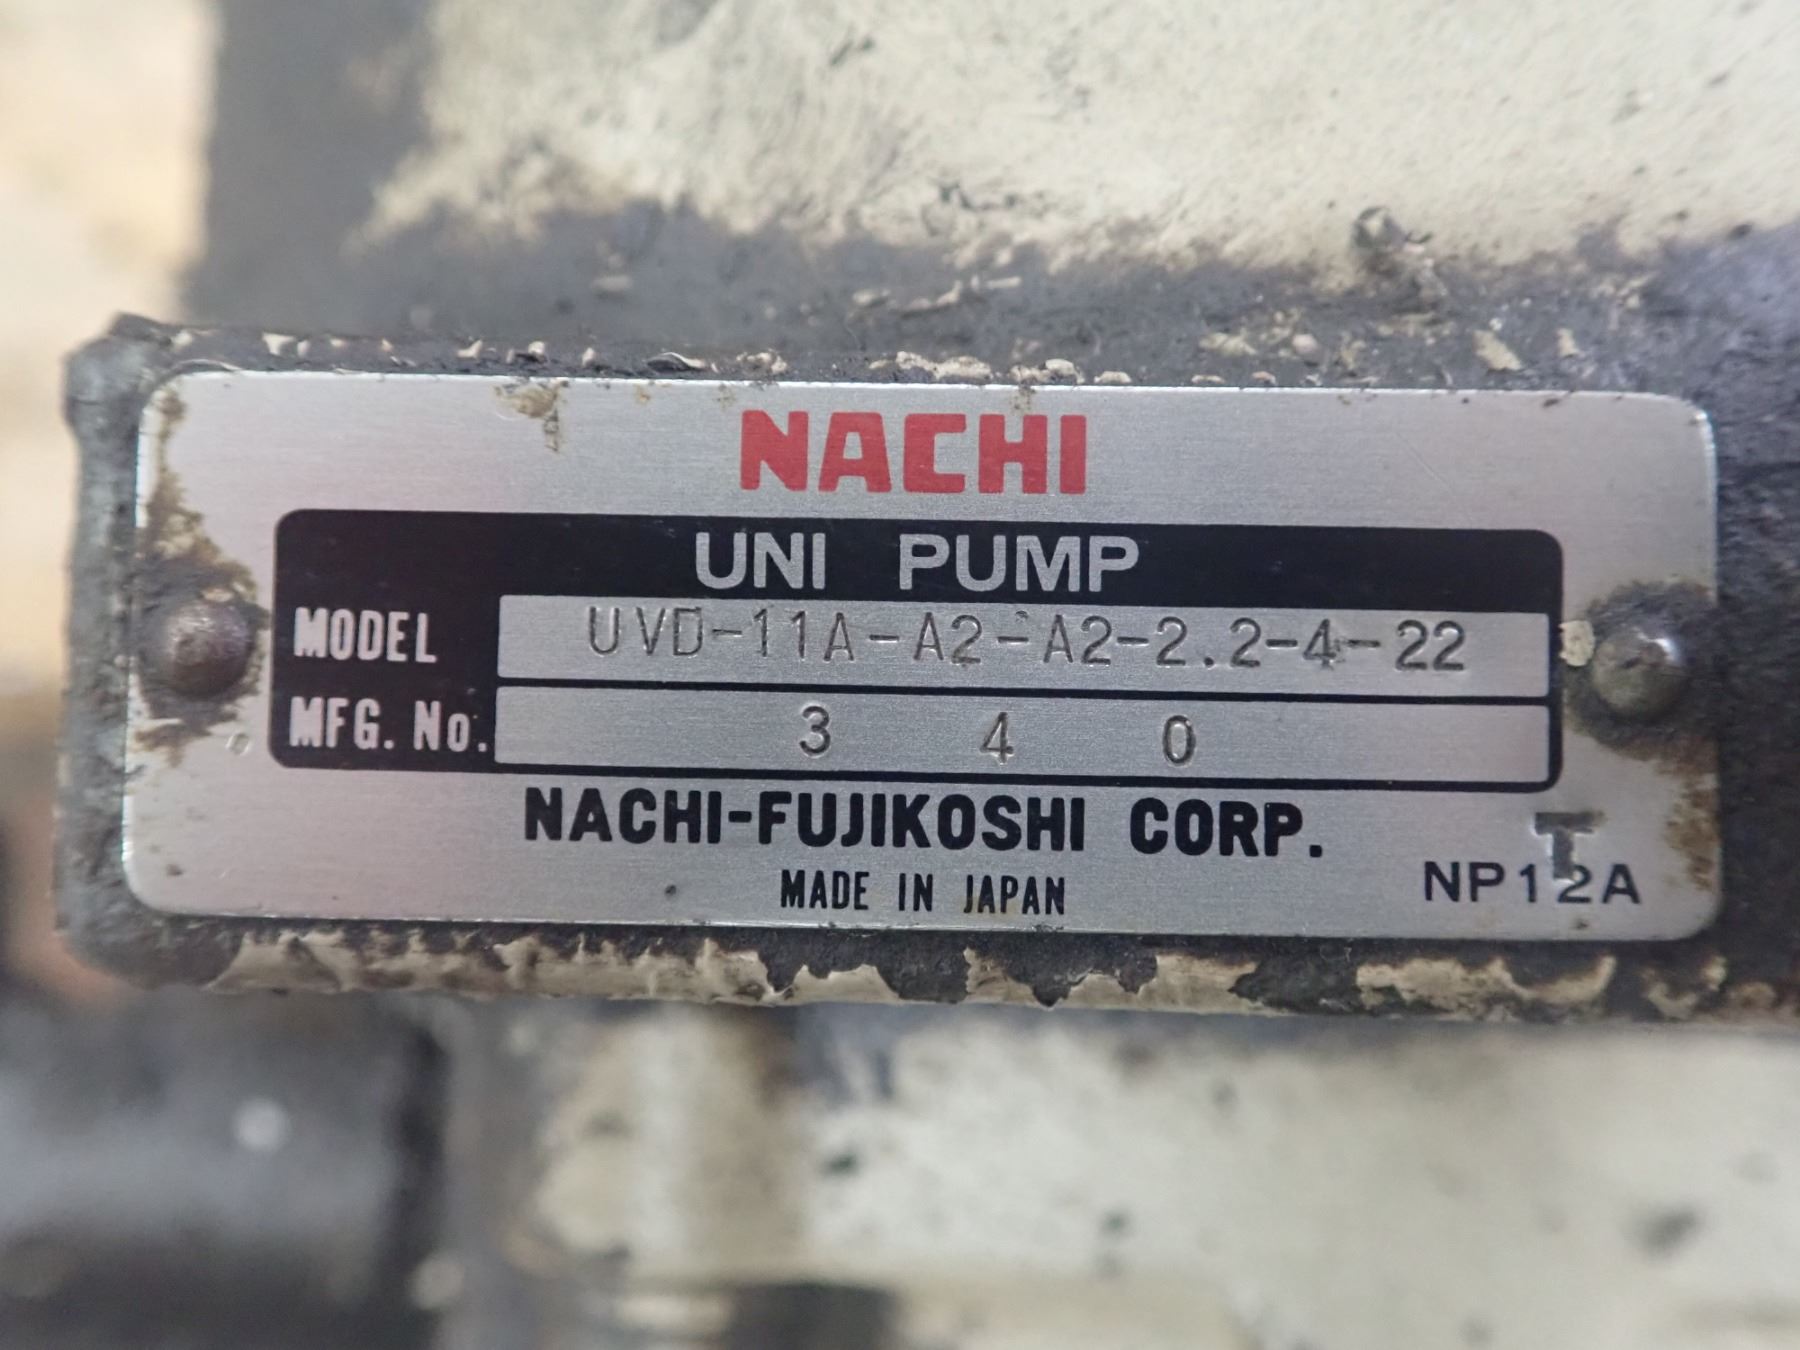 NACHI
UNI PUMP
MODEL UVD-11A-A2-A2-2.2-4-22
MFG. No. 3 4 0
NACHI-FUJIKOSHI CORP.
T
MADE IN JAPAN NP12A